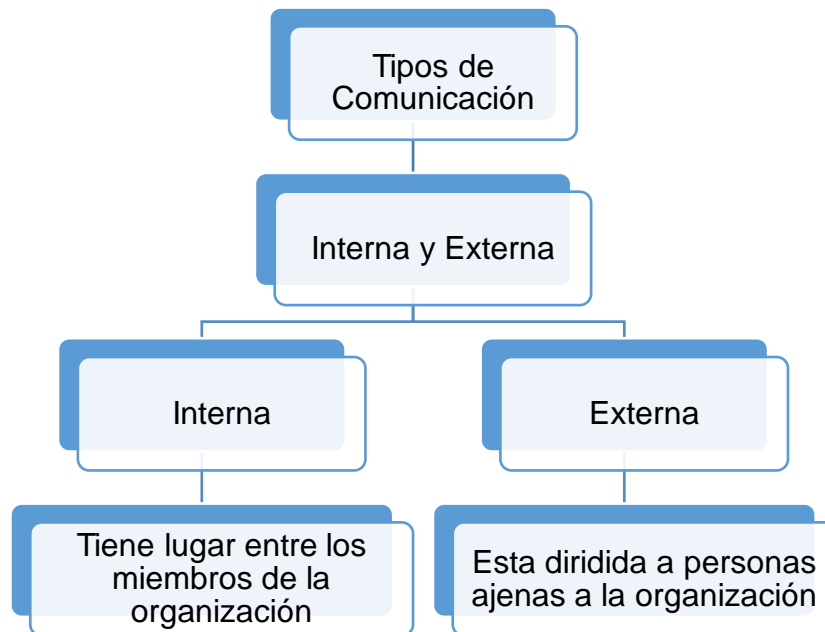 Tipos de
Comunicación
Interna y Externa
Interna
Externa
Tiene lugar entre los
miembros de la
organización
Esta diridida a personas
ajenas a la organización